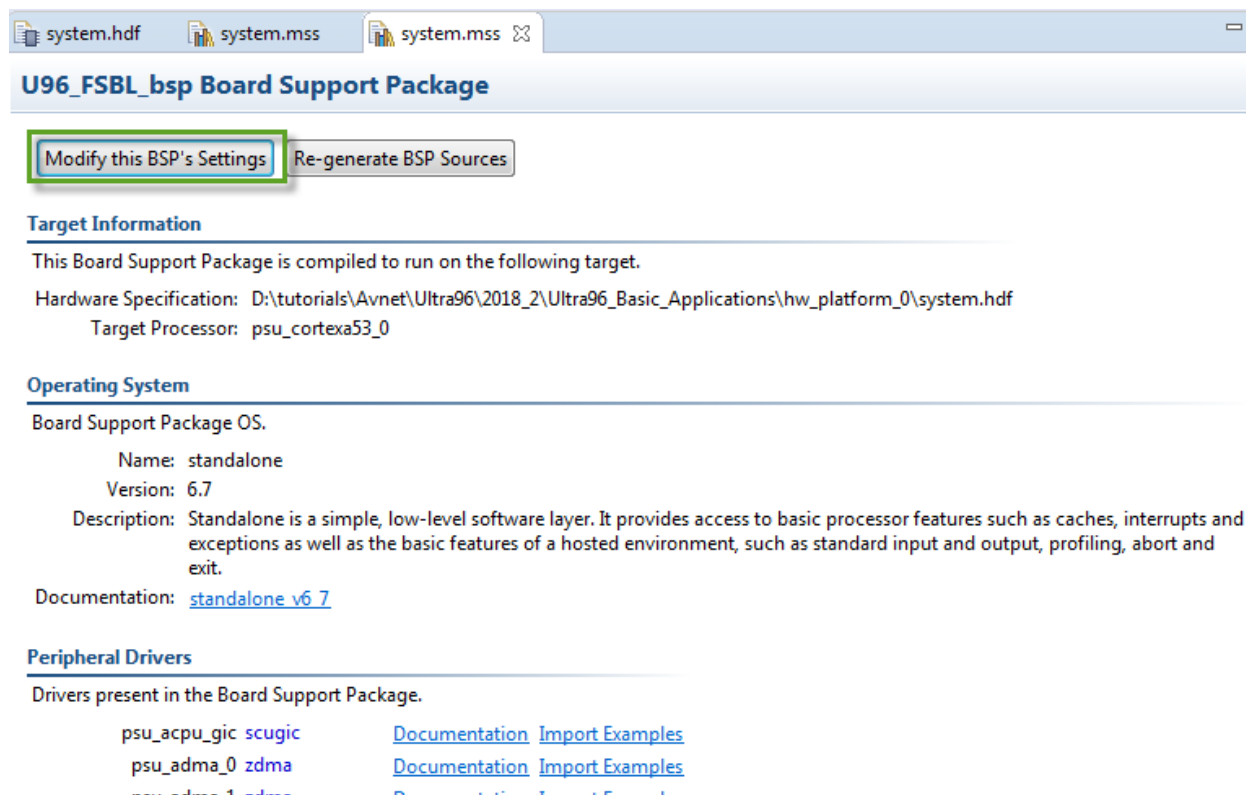 system.hdf system.mss system.mss
U96_FSBL_bsp Board Support Package
Modify this BSP's Settings Re-generate BSP Sources
Target Information
This Board Support Package is compiled to run on the following target.
Hardware Specification: D:\tutorials\Avnet\Ultra96\2018_2\Ultra96_Basic_Applications\hw_platform_0\system.hdf
Target Processor: psu_cortexa53_0
Operating System
Board Support Package OS.
Name: standalone
Version: 6.7
Description: Standalone is a simple, low-level software layer. It provides access to basic processor features such as caches, interrupts and
exceptions as well as the basic features of a hosted environment, such as standard input and output, profiling, abort and
exit.
Documentation: standalone_v6_7
Peripheral Drivers
Drivers present in the Board Support Package.
psu_acpu_gic scugic Documentation Import Examples
psu_adma_0 zdma Documentation Import Examples